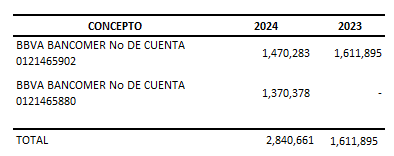 CONCEPTO 2024 2023
BBVA BANCOMER No DE CUENTA
0121465902 1,470,283 1,611,895
BBVA BANCOMER No DE CUENTA
0121465880 1,370,378 -
TOTAL 2,840,661 1,611,895